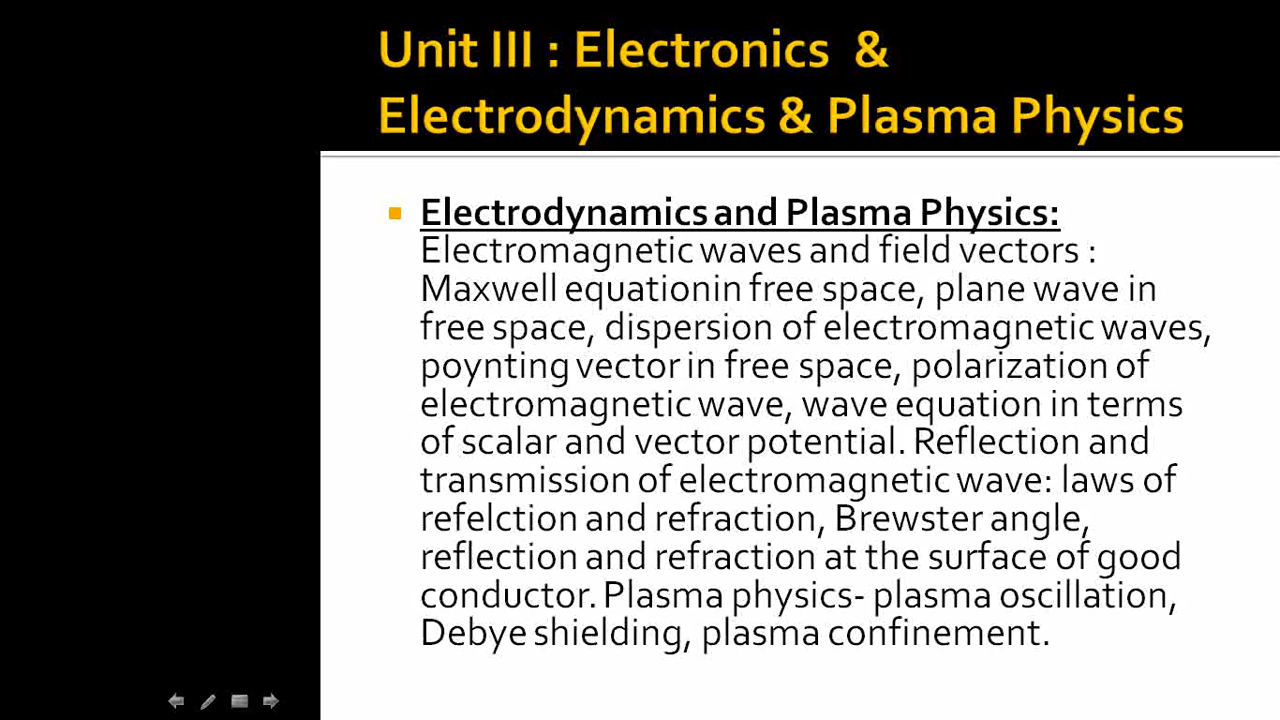 Unit III : Electronics &
Electrodynamics & Plasma Physics
Electrodynamics and Plasma Physics:
Electromagnetic waves and field vectors :
Maxwell equationin free space, plane wave in
free space, dispersion of electromagnetic waves,
poynting vector in free space, polarization of
electromagnetic wave, wave equation in terms
of scalar and vector potential. Reflection and
transmission of electromagnetic wave: laws of
refelction and refraction, Brewster angle,
reflection and refraction at the surface of good
conductor. Plasma physics- plasma oscillation,
Debye shielding, plasma confinement.